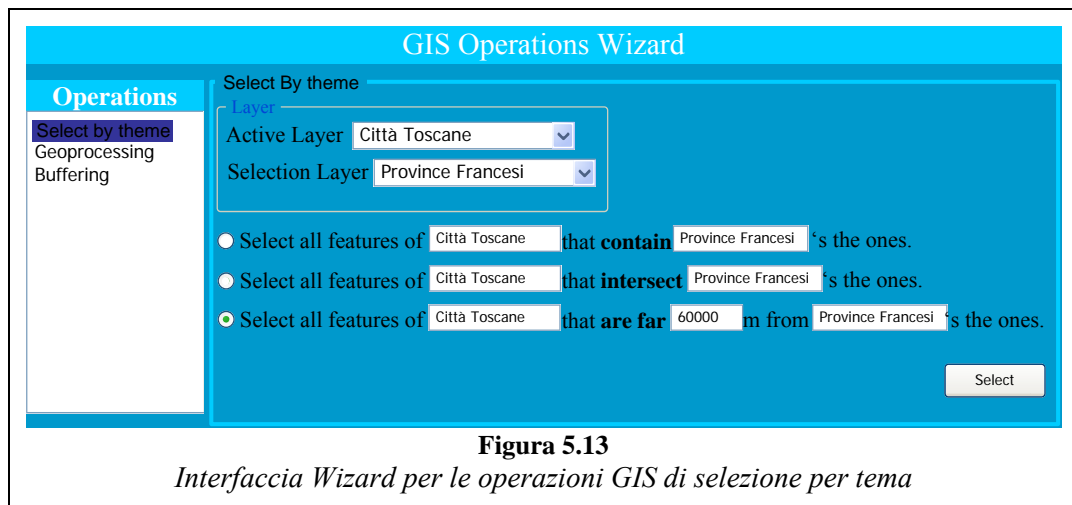 GIS Operations Wizard
Operations
Select by theme
Geoprocessing
Buffering
Select By theme
Layer
Active Layer Città Toscane
Selection Layer Province Francesi
Select all features of Città Toscane that contain Province Francesi ‘s the ones.
Select all features of Città Toscane that intersect Province Francesi ‘s the ones.
Select all features of Città Toscane that are far 60000 m from Province Francesi ‘s the ones.
Select
Figura 5.13
Interfaccia Wizard per le operazioni GIS di selezione per tema